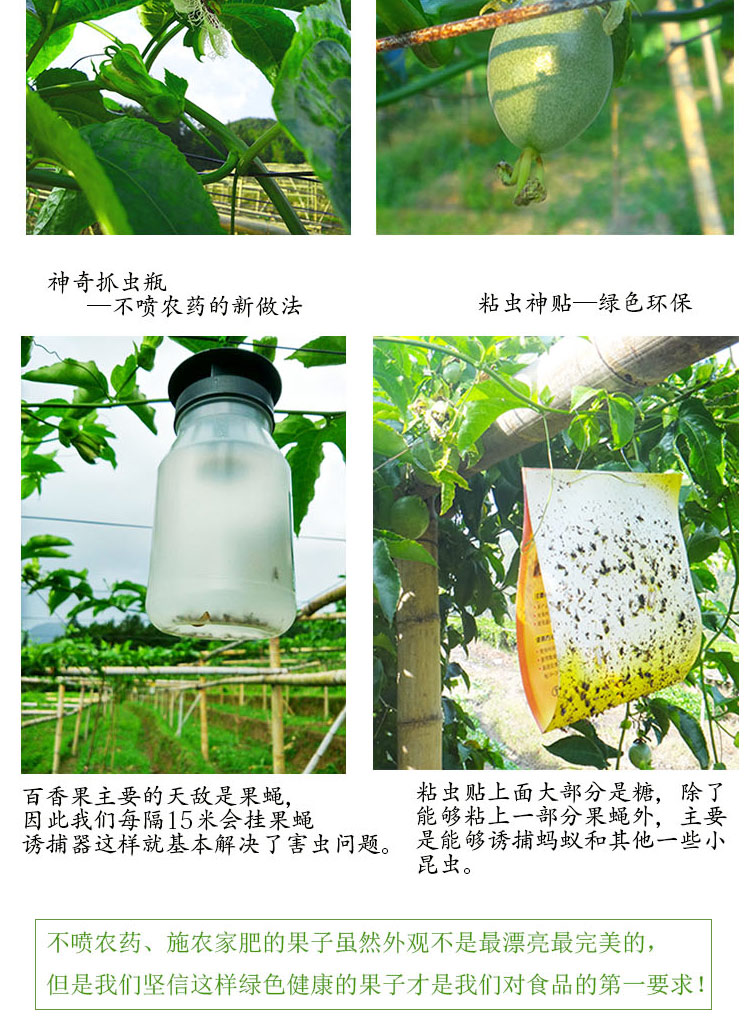 神奇抓虫瓶
—不喷农药的新做法
粘虫神贴—绿色环保
百香果主要的天敌是果蝇，
因此我们每隔15米会挂果蝇
诱捕器这样就基本解决了害虫问题。
粘虫贴上面大部分是糖，除了
能够粘上一部分果蝇外，主要
是能够诱捕蚂蚁和其他一些小
昆虫。
不喷农药、施农家肥的果子虽然外观不是最漂亮最完美的，
但是我们坚信这样绿色健康的果子才是我们对食品的第一要求！